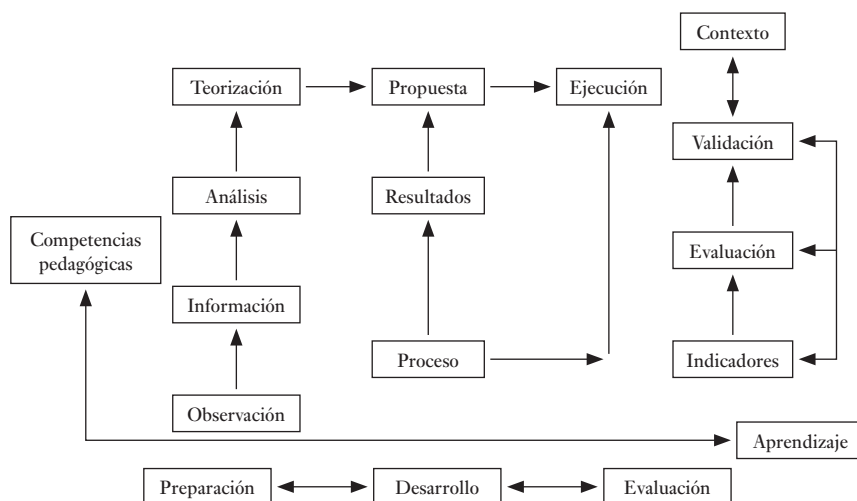 Contexto
Teorización
Propuesta
Ejecución
Validación
Análisis
Resultados
Competencias
pedagógicas
Evaluación
Información
Proceso
Indicadores
Observación
Aprendizaje
Preparación
Desarrollo
Evaluación